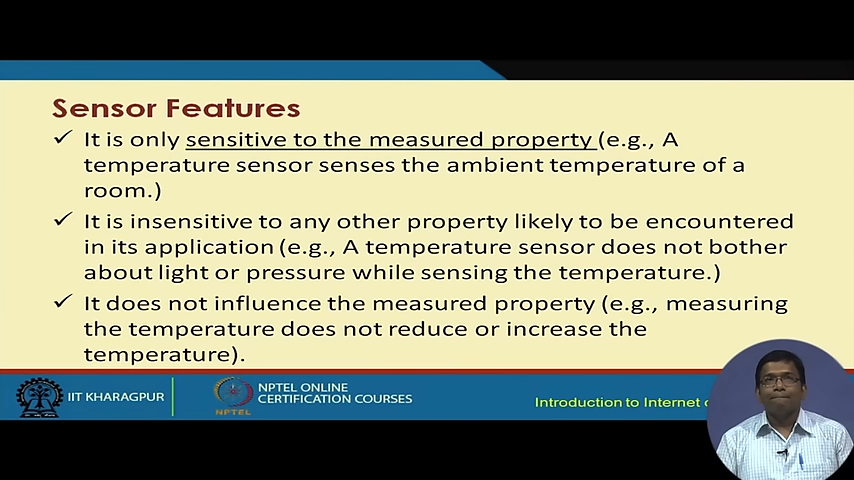 Sensor Features
✓ It is only sensitive to the measured property (e.g., A
temperature sensor senses the ambient temperature of a
room.)
✓ It is insensitive to any other property likely to be encountered
in its application (e.g., A temperature sensor does not bother
about light or pressure while sensing the temperature.)
✓ It does not influence the measured property (e.g., measuring
the temperature does not reduce or increase the
temperature).
IIT KHARAGPUR
NPTEL
NPTEL ONLINE
CERTIFICATION COURSES
Introduction to Internet